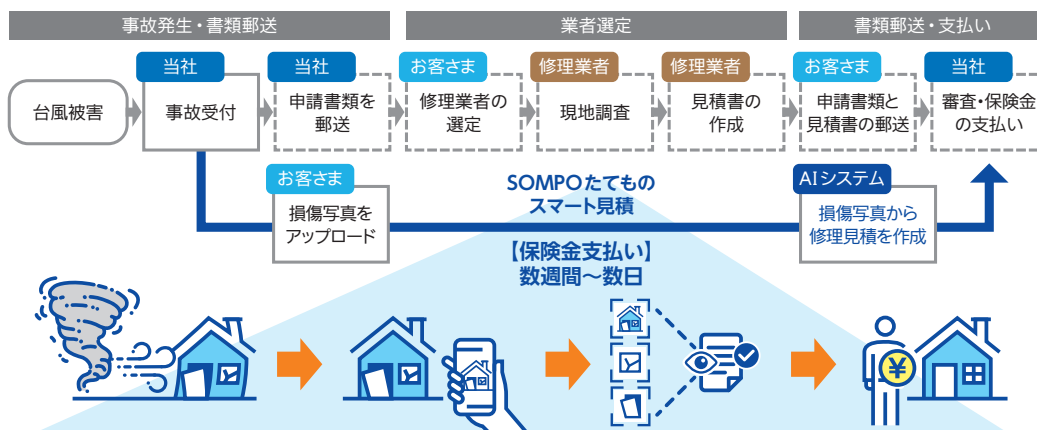 事故発生・書類郵送
業者選定
書類郵送・支払い
台風被害
当社
事故受付
当社
申請書類を
郵送
お客さま
修理業者の
選定
修理業者
現地調査
修理業者
見積書の
作成
お客さま
申請書類と
見積書の郵送
当社
審査・保険金
の支払い
お客さま
損傷写真を
アップロード
SOMPOたてもの
スマート見積
AIシステム
損傷写真から
修理見積を作成
【保険金支払い】
数週間～数日
¥